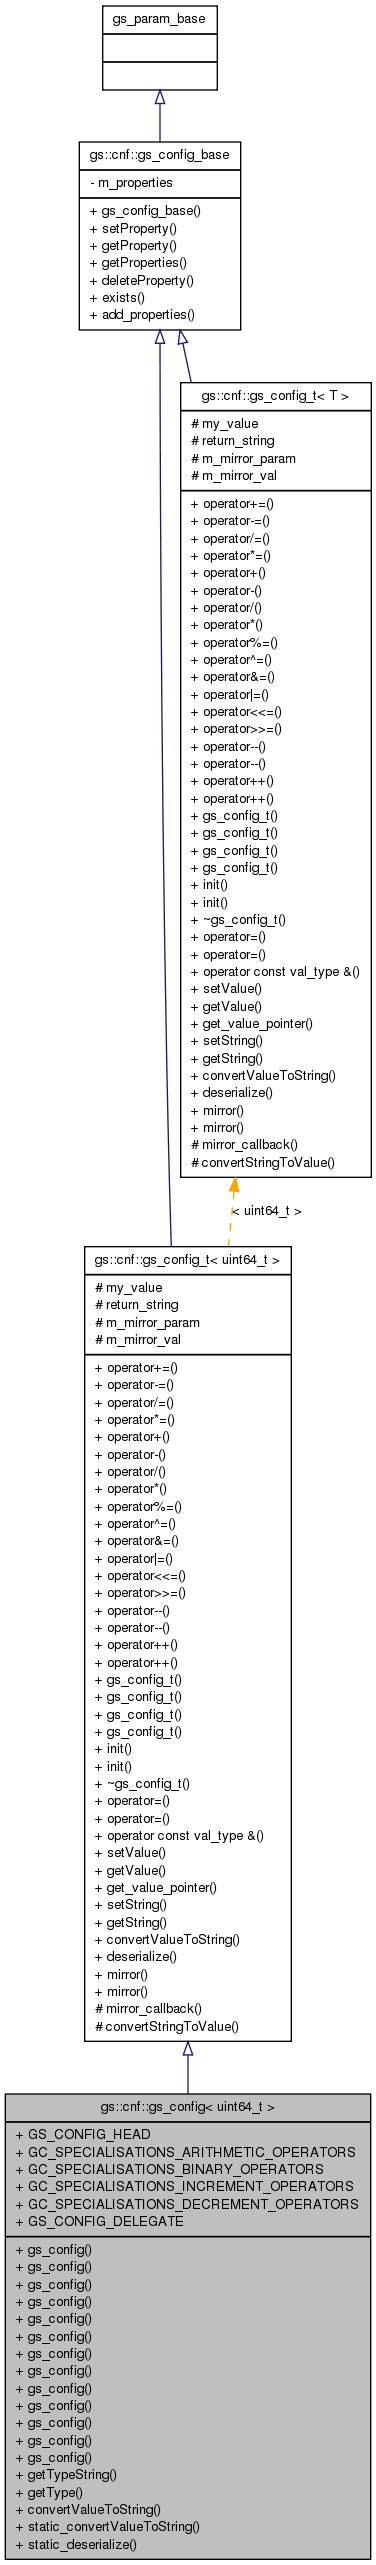 gs_param_base
gs::cnf::gs_config_base
- m_properties
+ gs_config_base()
+ setProperty()
+ getProperty()
+ getProperties()
+ deleteProperty()
+ exists()
+ add_properties()
gs::cnf::gs_config_t< T >
# my_value
# return_string
# m_mirror_param
# m_mirror_val
+ operator+=()
+ operator-=()
+ operator/=()
+ operator*=()
+ operator+()
+ operator-()
+ operator/()
+ operator*()
+ operator%=()
+ operator^=()
+ operator&=()
+ operator|=()
+ operator<<=()
+ operator>>=()
+ operator--()
+ operator--()
+ operator++()
+ operator++()
+ gs_config_t()
+ gs_config_t()
+ gs_config_t()
+ gs_config_t()
+ init()
+ init()
+ ~gs_config_t()
+ operator=()
+ operator=()
+ operator const val_type &()
+ setValue()
+ getValue()
+ get_value_pointer()
+ setString()
+ getString()
+ convertValueToString()
+ deserialize()
+ mirror()
+ mirror()
# mirror_callback()
# convertStringToValue()
< uint64_t >
gs::cnf::gs_config_t< uint64_t >
# my_value
# return_string
# m_mirror_param
# m_mirror_val
+ operator+=()
+ operator-=()
+ operator/=()
+ operator*=()
+ operator+()
+ operator-()
+ operator/()
+ operator*()
+ operator%=()
+ operator^=()
+ operator&=()
+ operator|=()
+ operator<<=()
+ operator>>=()
+ operator--()
+ operator--()
+ operator++()
+ operator++()
+ gs_config_t()
+ gs_config_t()
+ gs_config_t()
+ gs_config_t()
+ init()
+ init()
+ ~gs_config_t()
+ operator=()
+ operator=()
+ operator const val_type &()
+ setValue()
+ getValue()
+ get_value_pointer()
+ setString()
+ getString()
+ convertValueToString()
+ deserialize()
+ mirror()
+ mirror()
# mirror_callback()
# convertStringToValue()
gs::cnf::gs_config< uint64_t >
+ GS_CONFIG_HEAD
+ GC_SPECIALISATIONS_ARITHMETIC_OPERATORS
+ GC_SPECIALISATIONS_BINARY_OPERATORS
+ GC_SPECIALISATIONS_INCREMENT_OPERATORS
+ GC_SPECIALISATIONS_DECREMENT_OPERATORS
+ GS_CONFIG_DELEGATE
+ gs_config()
+ gs_config()
+ gs_config()
+ gs_config()
+ gs_config()
+ gs_config()
+ gs_config()
+ gs_config()
+ gs_config()
+ gs_config()
+ gs_config()
+ gs_config()
+ gs_config()
+ getTypeString()
+ getType()
+ convertValueToString()
+ static_convertValueToString()
+ static_deserialize()